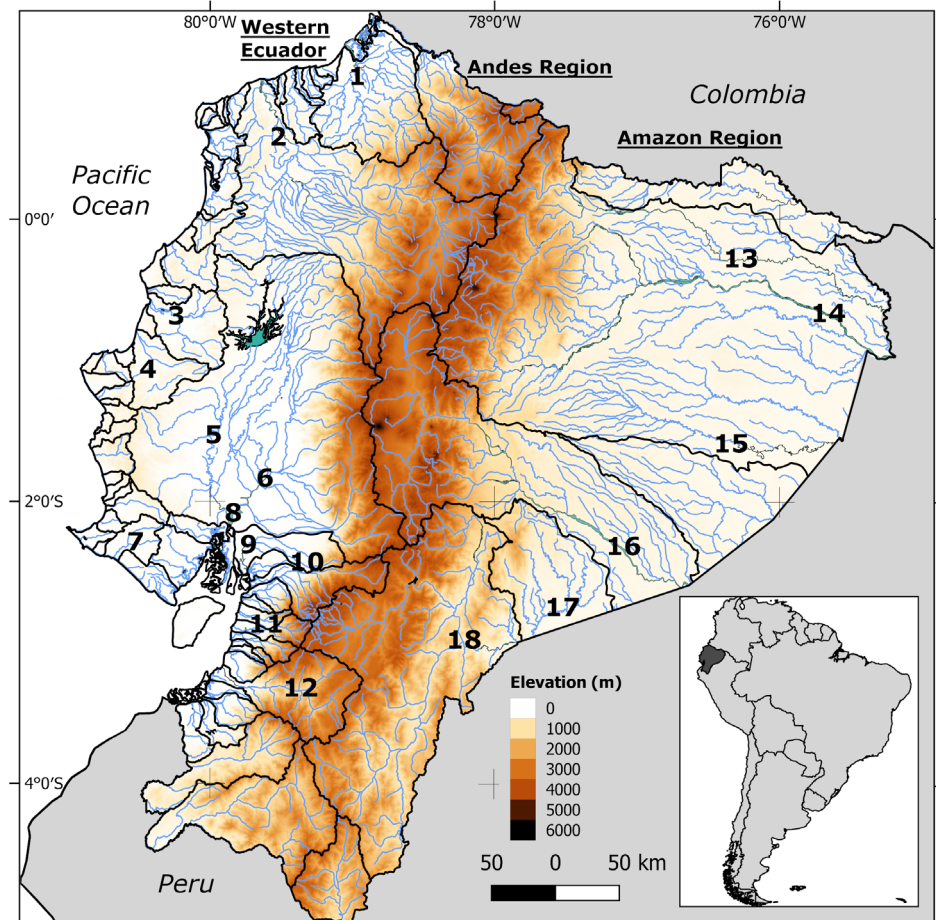 80°0'W
78°0'W
76°0'W
Western
Ecuador
Andes Region
Colombia
Amazon Region
Pacific
Ocean
0°0'
2°0'S
4°0'S
1
2
3
4
5
6
7
8
9
10
11
12
13
14
15
16
17
18
Elevation (m)
0
1000
2000
3000
4000
5000
6000
50 0 50 km
Peru